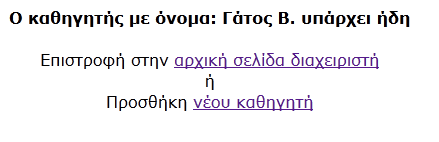 Ο καθηγητής με όνομα: Γάτος Β. υπάρχει ήδη
Επιστροφή στην αρχική σελίδα διαχειριστή
ή
Προσθήκη νέου καθηγητή